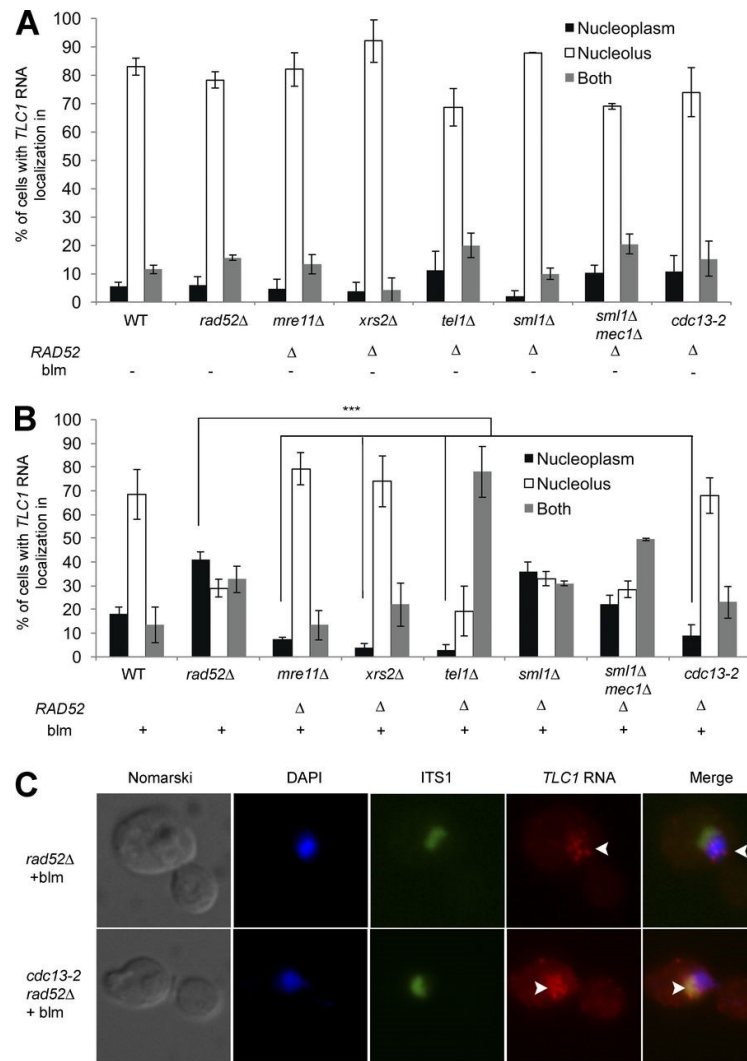 A
% of cells with TLC1 RNA
localization in
100
90
80
70
60
50
40
30
20
10
0
Nucleoplasm
Nucleolus
Both
WT rad52Δ mre11Δ xrs2Δ tel1Δ sml1Δ sml1Δ mec1Δ cdc13-2
RAD52 Δ Δ Δ Δ Δ Δ
blm - - - - - - - -
B
% of cells with TLC1 RNA
localization in
100
90
80
70
60
50
40
30
20
10
0
***
Nucleoplasm
Nucleolus
Both
WT rad52Δ mre11Δ xrs2Δ tel1Δ sml1Δ sml1Δ mec1Δ cdc13-2
RAD52 Δ Δ Δ Δ Δ Δ
blm + + + + + + + +
C
Nomarski DAPI ITS1 TLC1 RNA Merge
rad52Δ
+blm
cdc13-2
rad52Δ
+ blm